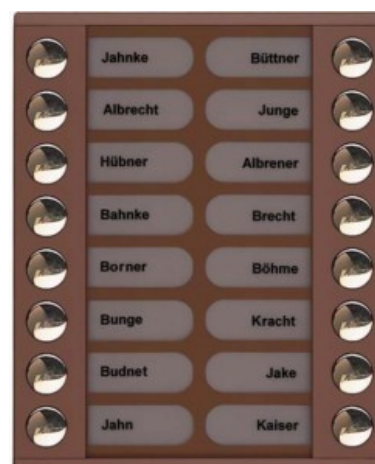 Jahnke Büttner
Albrecht Junge
Hübner Albrener
Bahnke Brecht
Borner Böhme
Bunge Kracht
Budnet Jake
Jahn Kaiser